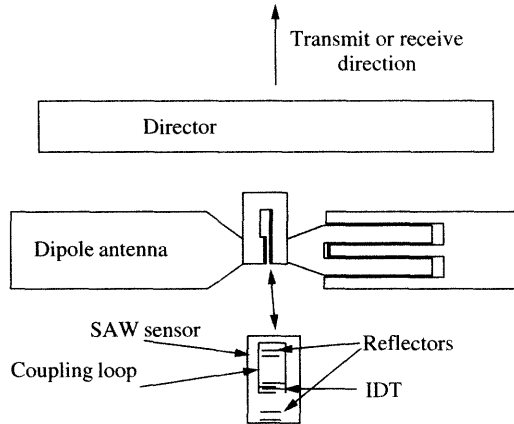 Transmit or receive
direction
Director
Dipole antenna
SAW sensor
Reflectors
Coupling loop
IDT